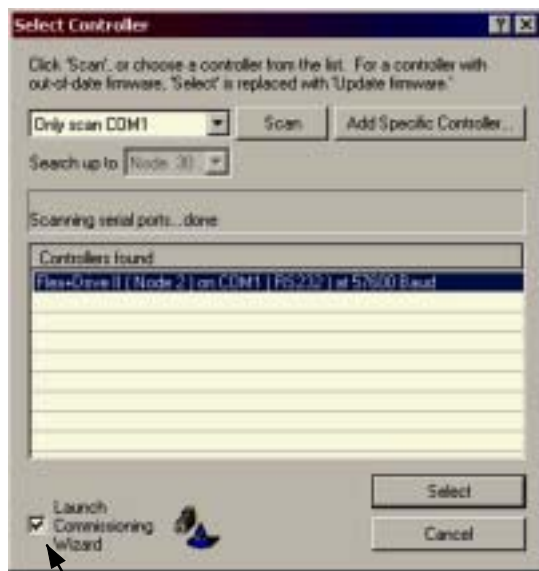 Select Controller
Click 'Scan', or choose a controller from the list. For a controller with
out-of-date firmware, 'Select' is replaced with 'Update firmware.'
Only scan COM1
Scan
Add Specific Controller...
Search up to
Node 30
Scanning serial ports...done
Controllers found
Flex+Drive II ( Node 2 ) on COM1 ( RS232 ) at 57600 Baud
Select
Launch
Commissioning
Wizard
Cancel